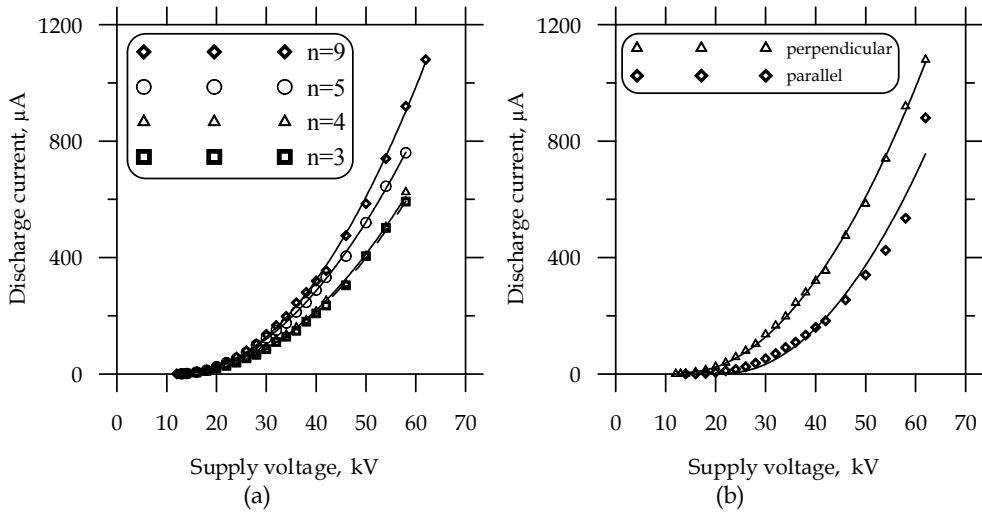 1200
800
400
0
Discharge current, μA
n=9
n=5
n=4
n=3
0 10 20 30 40 50 60 70
Supply voltage, kV
(a)
1200
800
400
0
Discharge current, μA
perpendicular
parallel
0 10 20 30 40 50 60 70
Supply voltage, kV
(b)